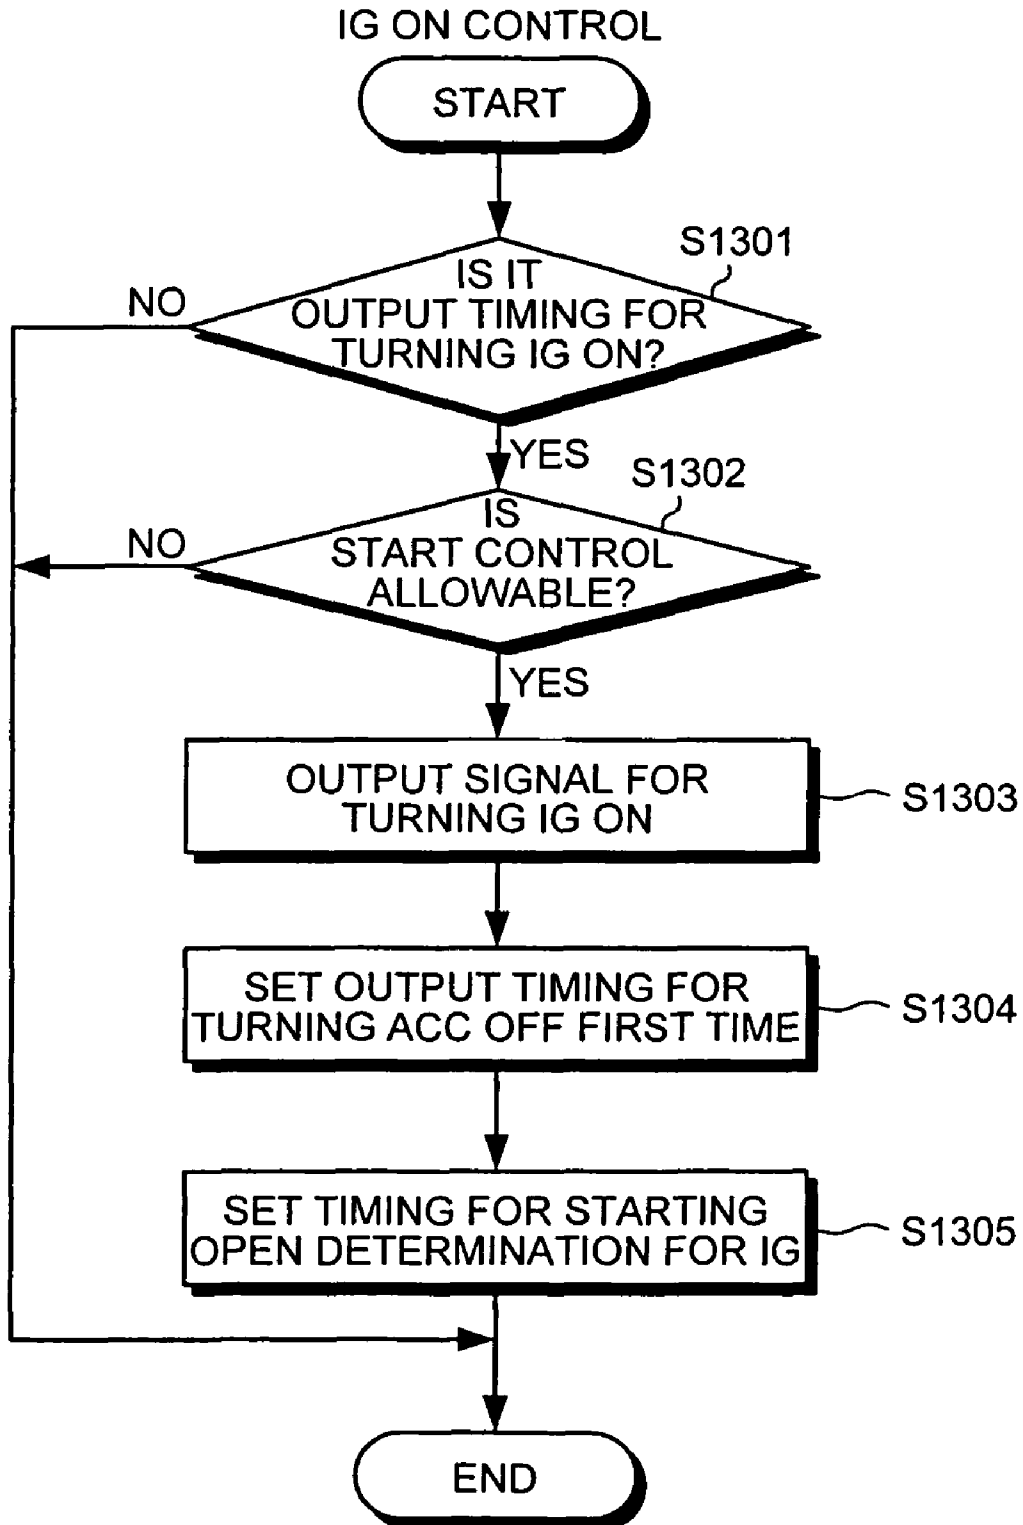 IG ON CONTROL
START
S1301
IS IT
OUTPUT TIMING FOR
TURNING IG ON?
NO
YES
S1302
IS
START CONTROL
ALLOWABLE?
NO
YES
OUTPUT SIGNAL FOR
TURNING IG ON
S1303
SET OUTPUT TIMING FOR
TURNING ACC OFF FIRST TIME
S1304
SET TIMING FOR STARTING
OPEN DETERMINATION FOR IG
S1305
END